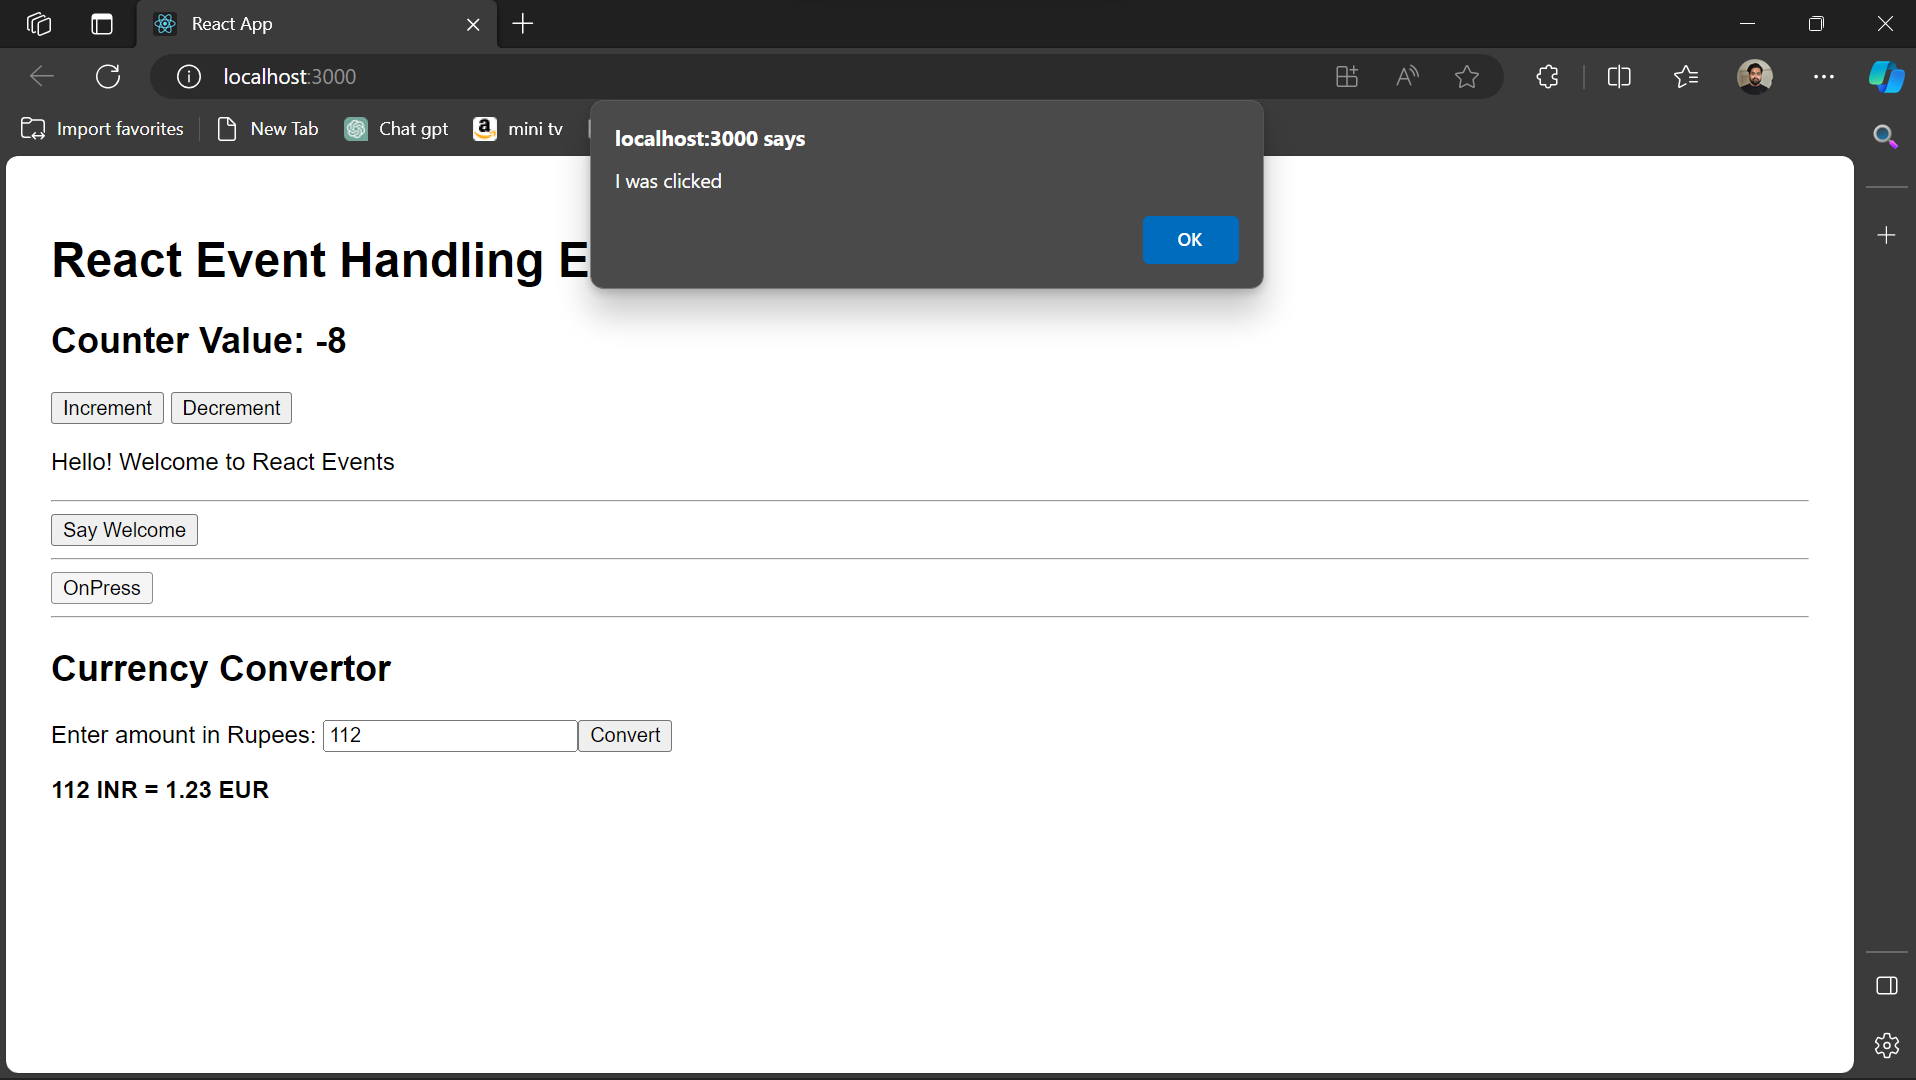 React App
localhost:3000
Import favorites
New Tab
Chat gpt
mini tv
localhost:3000 says
I was clicked
OK
React Event Handling E
Counter Value: -8
Increment Decrement
Hello! Welcome to React Events
Say Welcome
OnPress
Currency Convertor
Enter amount in Rupees: 112 Convert
112 INR = 1.23 EUR